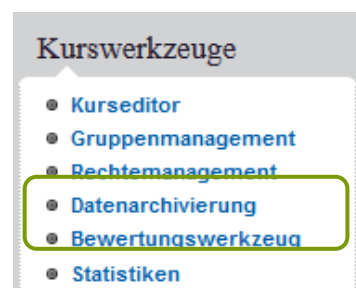 Kurswerkzeuge
Kurseditor
Gruppenmanagement
Rechtemanagement
Datenarchivierung
Bewertungswerkzeug
Statistiken